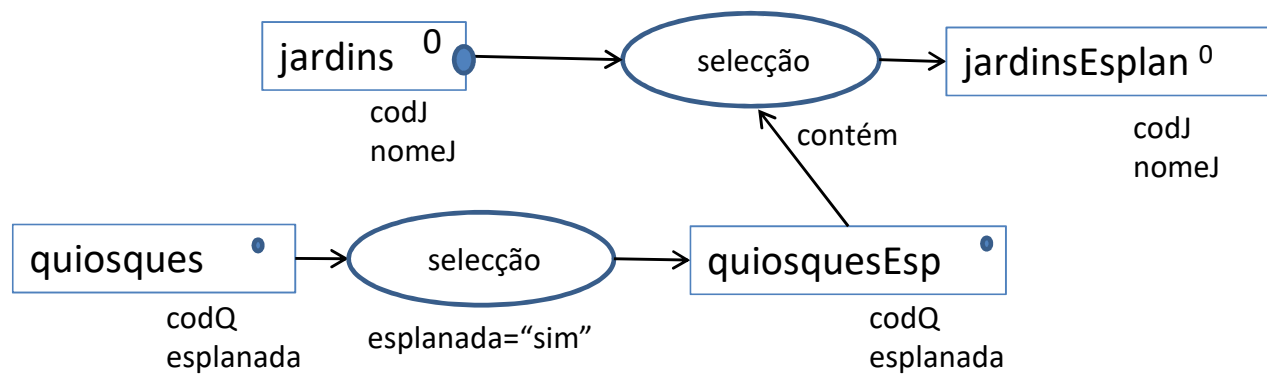 jardins 0
selecção
jardinsEsplan 0
codJ
nomeJ
contém
codJ
nomeJ
quiosques
selecção
quiosquesEsp
codQ
esplanada
esplanada=“sim”
codQ
esplanada